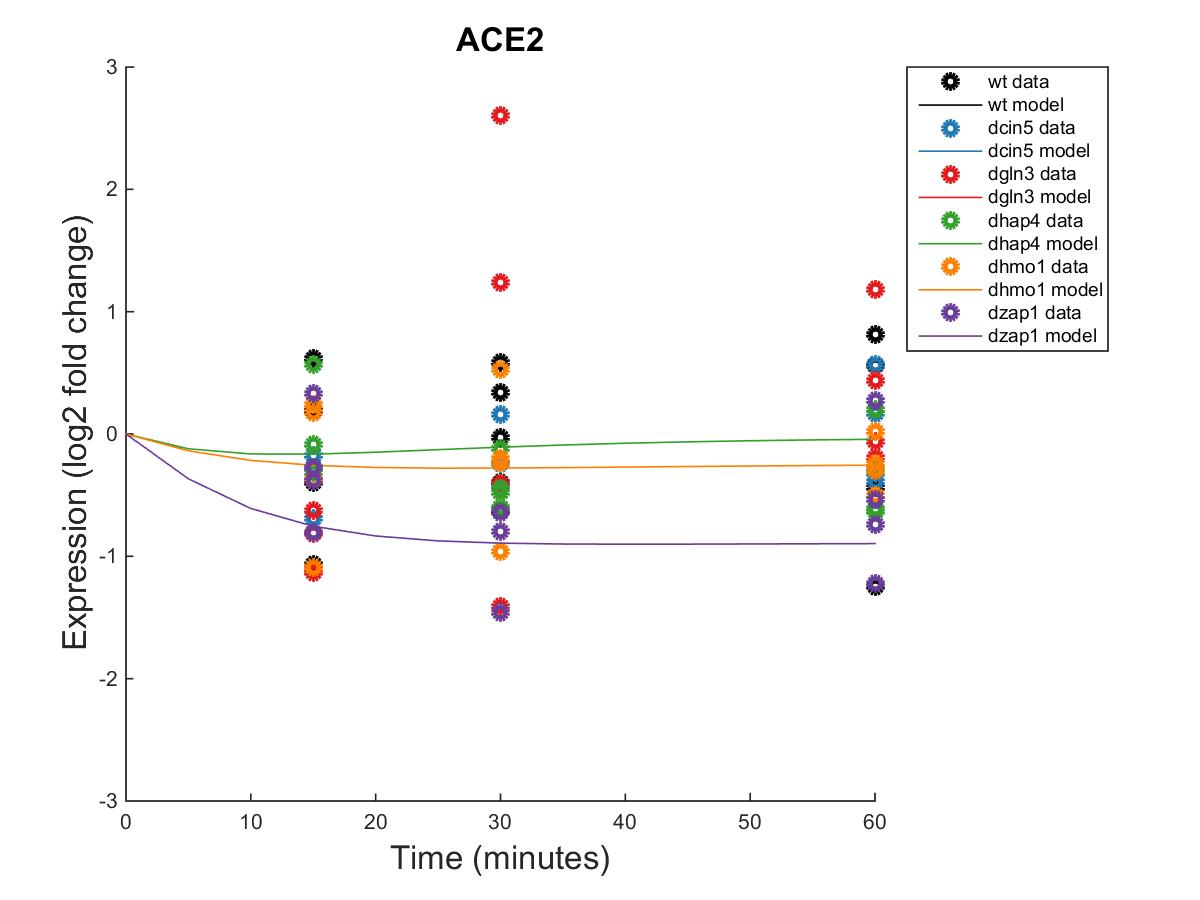 ACE2
Expression (log2 fold change)
3
2
1
0
-1
-2
-3
0 10 20 30 40 50 60
Time (minutes)
wt data
wt model
dcin5 data
dcin5 model
dgln3 data
dgln3 model
dhap4 data
dhap4 model
dhmo1 data
dhmo1 model
dzap1 data
dzap1 model